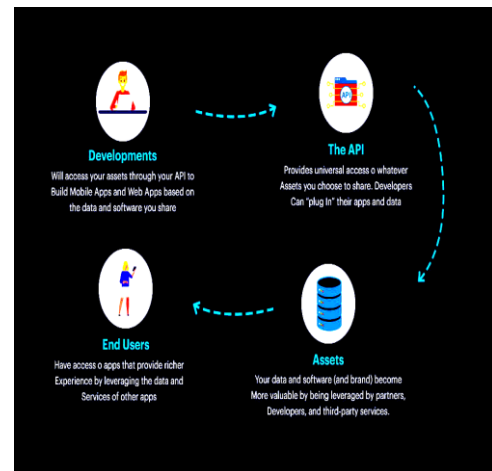 Developments
Will access your assets through your API to
Build Mobile Apps and Web Apps based on
the data and software you share
API
The API
Provides universal access o whatever
Assets you choose to share. Developers
Can "plug In" their apps and data
End Users
Have access o apps that provide richer
Experience by leveraging the data and
Services of other apps
Assets
Your data and software (and brand) become
More valuable by being leveraged by partners,
Developers, and third-party services.